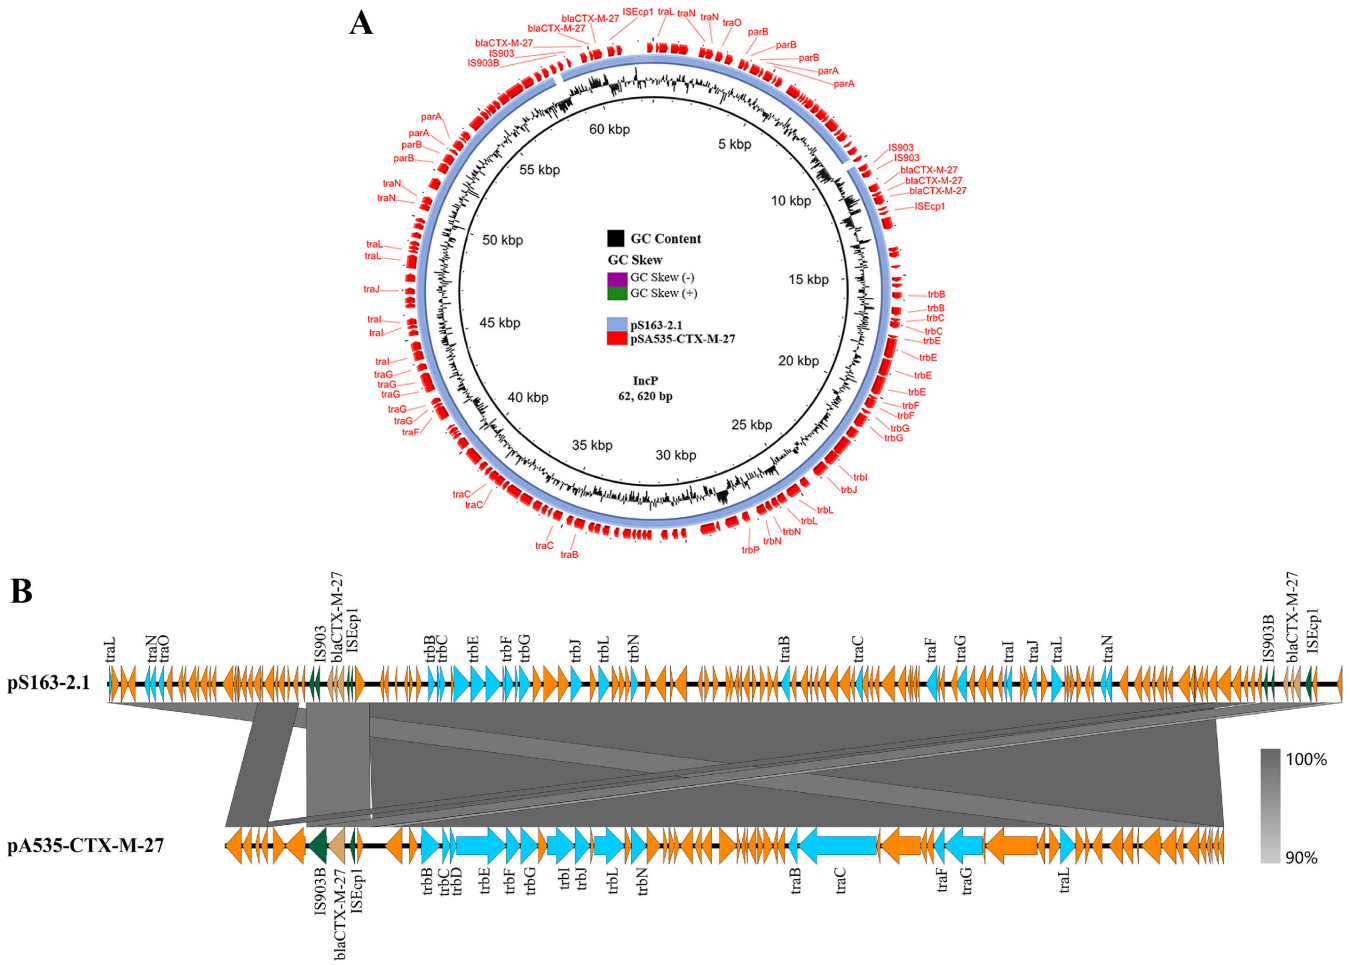 A
ISEcp1
traL
traN
traN
traO
parB
parB
parB
parA
parA
blaCTX-M-27
blaCTX-M-27
blaCTX-M-27
IS903
IS903B
IS903
IS903
blaCTX-M-27
blaCTX-M-27
blaCTX-M-27
ISEcp1
trbB
trbB
trbC
trbC
trbE
trbE
trbE
trbE
trbF
trbF
trbG
trbG
trbI
trbJ
trbL
trbL
trbN
trbN
trbP
traB
traC
traC
traC
traF
traG
traG
traG
traG
traG
traI
traI
traI
traJ
traL
traL
traN
traN
parB
parB
parA
parA
5 kbp
10 kbp
15 kbp
20 kbp
25 kbp
30 kbp
35 kbp
40 kbp
45 kbp
50 kbp
55 kbp
60 kbp
GC Content
GC Skew
GC Skew (-)
GC Skew (+)
pS163-2.1
pSA535-CTX-M-27
IncP
62, 620 bp
B
traL
traN
traO
IS903
blaCTX-M-27
ISEcp1
trbB
trbC
trbE
trbF
trbG
trbJ
trbL
trbN
traB
traC
traF
traG
traI
traJ
traL
traN
IS903B
blaCTX-M-27
ISEcp1
pS163-2.1
100%
90%
pA535-CTX-M-27
IS903B
blaCTX-M-27
ISEcp1
trbB
trbC
trbD
trbE
trbF
trbG
trbI
trbJ
trbL
trbN
traB
traC
traF
traG
traL